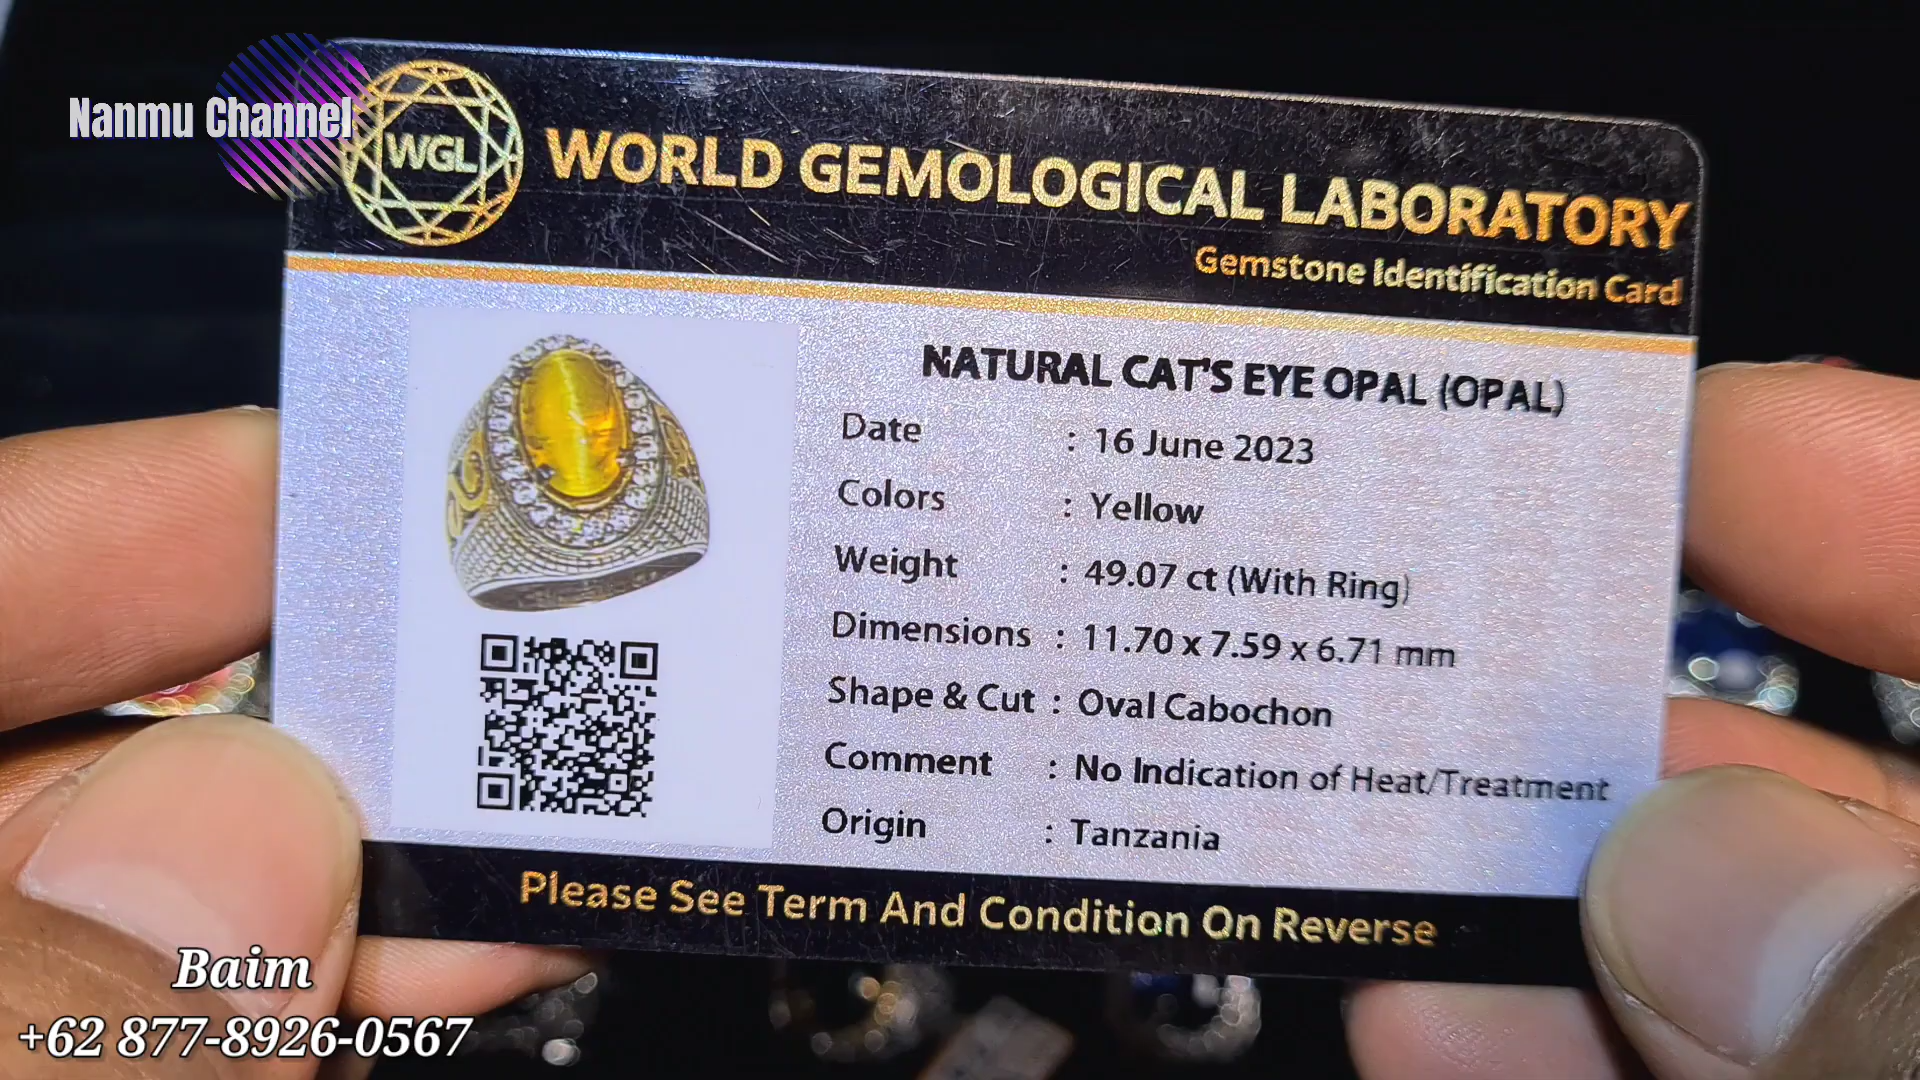 Nanmu Channel
WGL
WORLD GEMOLOGICAL LABORATORY
Gemstone Identification Card
NATURAL CAT'S EYE OPAL (OPAL)
Date : 16 June 2023
Colors : Yellow
Weight : 49.07 ct (With Ring)
Dimensions : 11.70 x 7.59 x 6.71 mm
Shape & Cut : Oval Cabochon
Comment : No Indication of Heat/Treatment
Origin : Tanzania
Please See Term And Condition On Reverse
Baim
+62 877-8926-0567